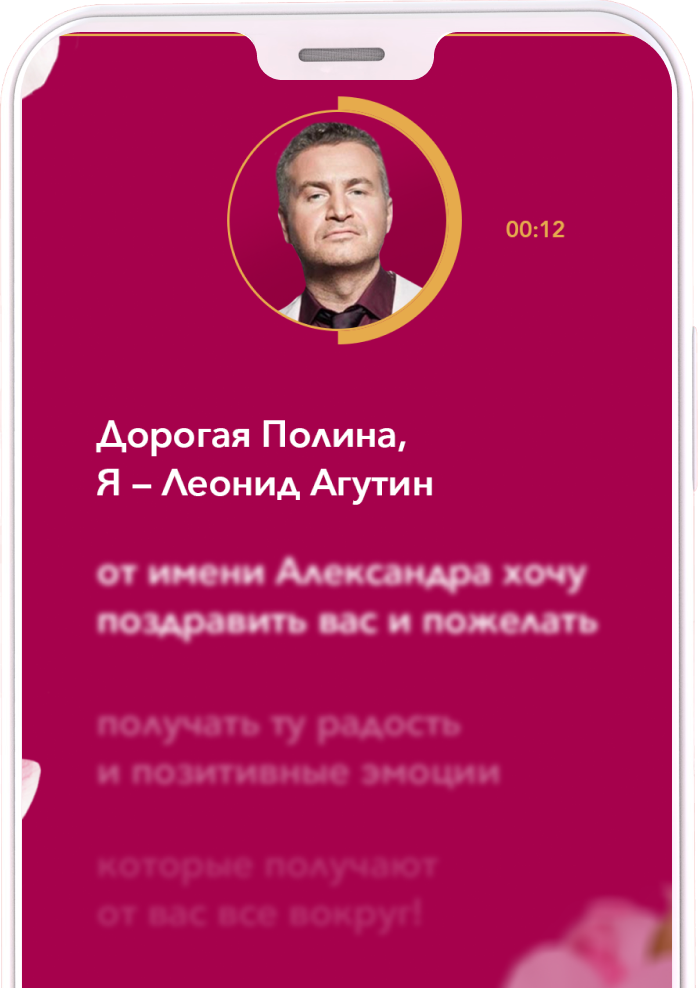 00:12
Дорогая Полина,
Я – Леонид Агутин
от имени Александра хочу
поздравить вас и пожелать
получать ту радость
и позитивные эмоции
которые получают
от вас все вокруг!